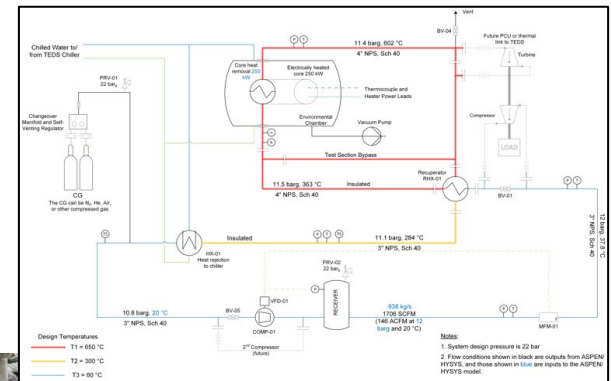 Vent
BV-04
Future PCU or thermal
link to TEDS
Turbine
11.4 barg, 602 °C
4" NPS, Sch 40
P
T
Chilled Water to/
from TEDS Chiller
PRV-01
22 barg
Core heat
removal 250
kW
Electrically heated
core 250 kW
Thermocouple and
Heater Power Leads
Changeover
Manifold and Self-
Venting Regulator
Environmental
Chamber
Vacuum Pump
Compressor
LOAD
Test Section Bypass
CG
The CG can be N₂, He, Air,
or other compressed gas
11.5 barg, 363 °C
Insulated
4" NPS, Sch 40
Recuperator
RHX-01
BV-01
P
T
12 barg, 37.8 °C
3" NPS, Sch 40
TS
Insulated
P
T
TS
11.1 barg, 284 °C
3" NPS, Sch 40
HX-01
Heat rejection
to chiller
PRV-02
22 barg
P
RECEIVER
VFD-01
10.8 barg, 20 °C
3" NPS, Sch 40
BV-05
COMP-01
2nd Compressor
(future)
.938 kg/s
1706 SCFM
(146 ACFM at 12
barg and 20 °C)
P
T
MFM-01
Design Temperatures
T1 = 650 °C
T2 = 300 °C
T3 = 60 °C
Notes:
1. System design pressure is 22 bar
2. Flow conditions shown in black are outputs from ASPEN/
HYSYS, and those shown in blue are inputs to the ASPEN/
HYSYS model.